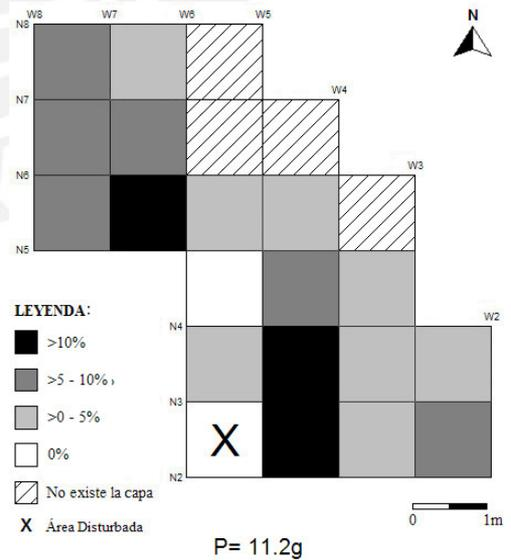 W8 W7 W6 W5
N
N8
W4
N7
W3
N6
N5
LEYENDA:
W2
N4
>10%
>5 - 10%
N3
>0 - 5%
0%
X
N2
No existe la capa
X Área Disturbada
0 1m
P= 11.2g